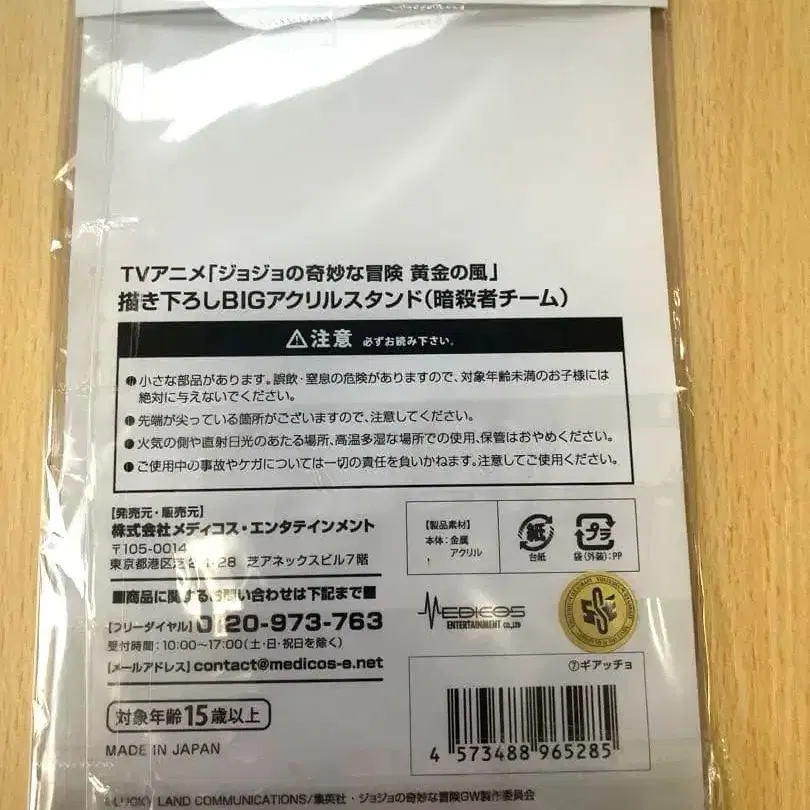 TVアニメ「ジョジョの奇妙な冒険 黄金の風」
描き下ろしBIGアクリルスタンド(暗殺者チーム)
⚠注意 必ずお読み下さい。
●小さな部品があります。誤飲・窒息の危険がありますので、対象年齢未満のお子様には
絶対に与えないでください。
●先端が尖っている箇所がございますので、注意してください。
●火気の側や直射日光のあたる場所、高温多湿な場所での使用、保管はおやめください。
●ご使用中の事故やケガについては一切の責任を負いかねます。注意してご使用ください。
【発売元・販売元】
株式会社メディコス・エンタテインメント
〒105-0014
東京都港区芝2-1-28 芝アネックスビル7階
■商品に関するお問い合わせは下記まで■
【フリーダイヤル】0120-973-763
受付時間:10:00~17:00(土・日・祝日を除く)
【メールアドレス】contact@medicos-e.net
対象年齢15歳以上
MADE IN JAPAN
【製品素材】
本体:金属
アクリル
紙
台紙
プラ
袋(外装):PP
MEDICOS
ENTERTAINMENT co.,LTD
⑦ギアッチョ
4 573488 965285
©LUCKY LAND COMMUNICATIONS/集英社・ジョジョの奇妙な冒険GW製作委員会